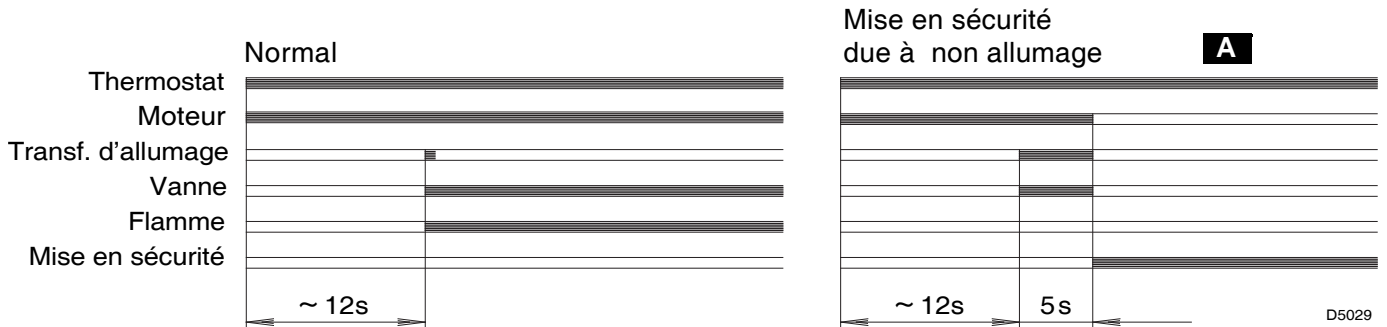 Normal
Mise en sécurité
due à non allumage
A
Thermostat
Moteur
Transf. d'allumage
Vanne
Flamme
Mise en sécurité
~ 12s
~ 12s
5s
D5029